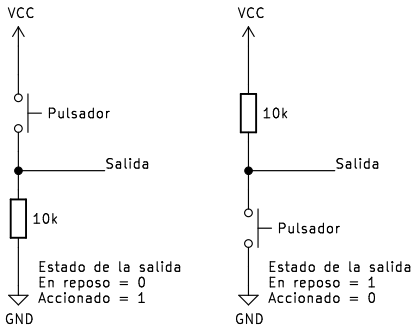 VCC
Pulsador
Salida
10k
Estado de la salida
En reposo = 0
Accionado = 1
GND
VCC
10k
Salida
Pulsador
Estado de la salida
En reposo = 1
Accionado = 0
GND